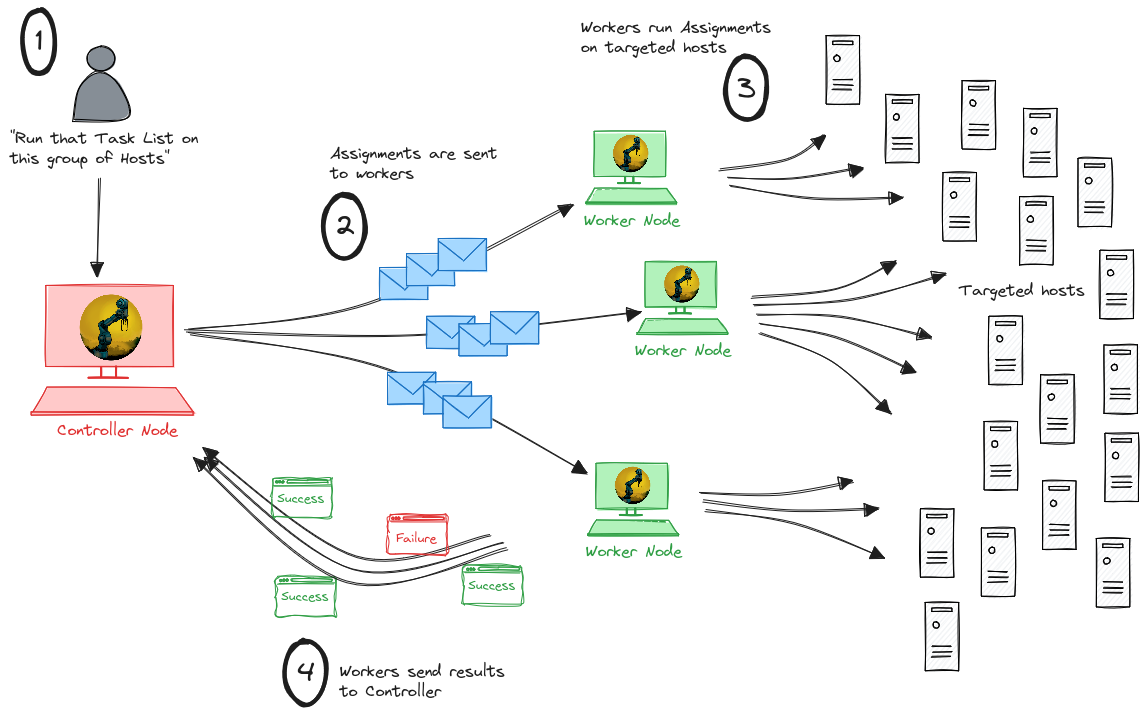 1
"Run that Task List on
this group of Hosts"
Controller Node
Assignments are sent
to workers
2
Workers run Assignments
on targeted hosts
3
Worker Node
Worker Node
Worker Node
Targeted hosts
Success
Failure
Success
Success
4
Workers send results
to Controller